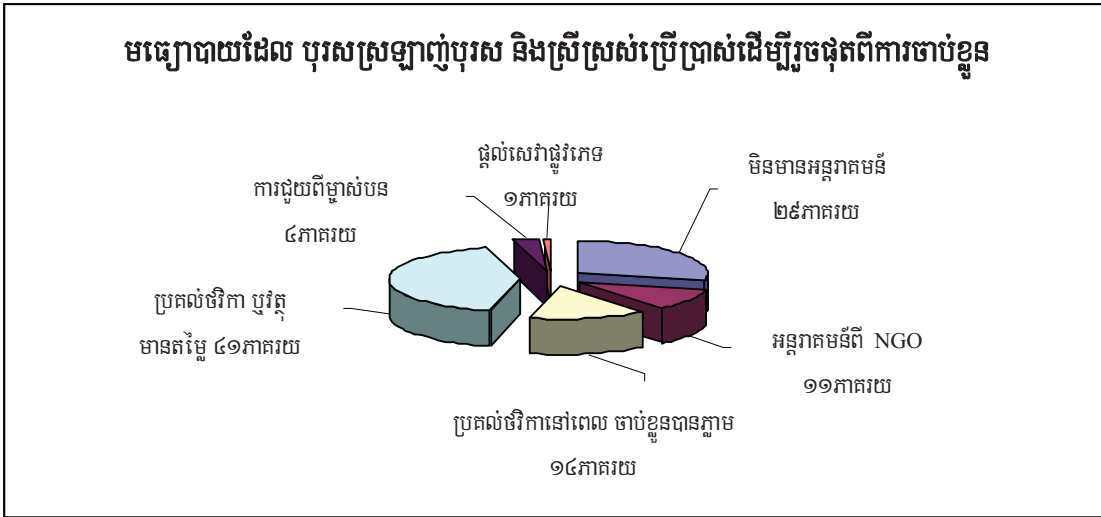 មធ្យោបាយដែល បុរសស្រឡាញ់បុរស និងស្រីស្រស់ប្រើប្រាស់ដើម្បីរួចផុតពីការចាប់ខ្លួន
ផ្តល់សេវាផ្លូវភេទ
១ភាគរយ
ការជួយពីម្ចាស់បន
៤ភាគរយ
មិនមានអន្តរាគមន៍
២៩ភាគរយ
ប្រគល់ថវិកា ឬវត្ថុ
មានតម្លៃ ៤១ភាគរយ
អន្តរាគមន៍ពី NGO
១១ភាគរយ
ប្រគល់ថវិកានៅពេល ចាប់ខ្លួនបានភ្លាម
១៤ភាគរយ